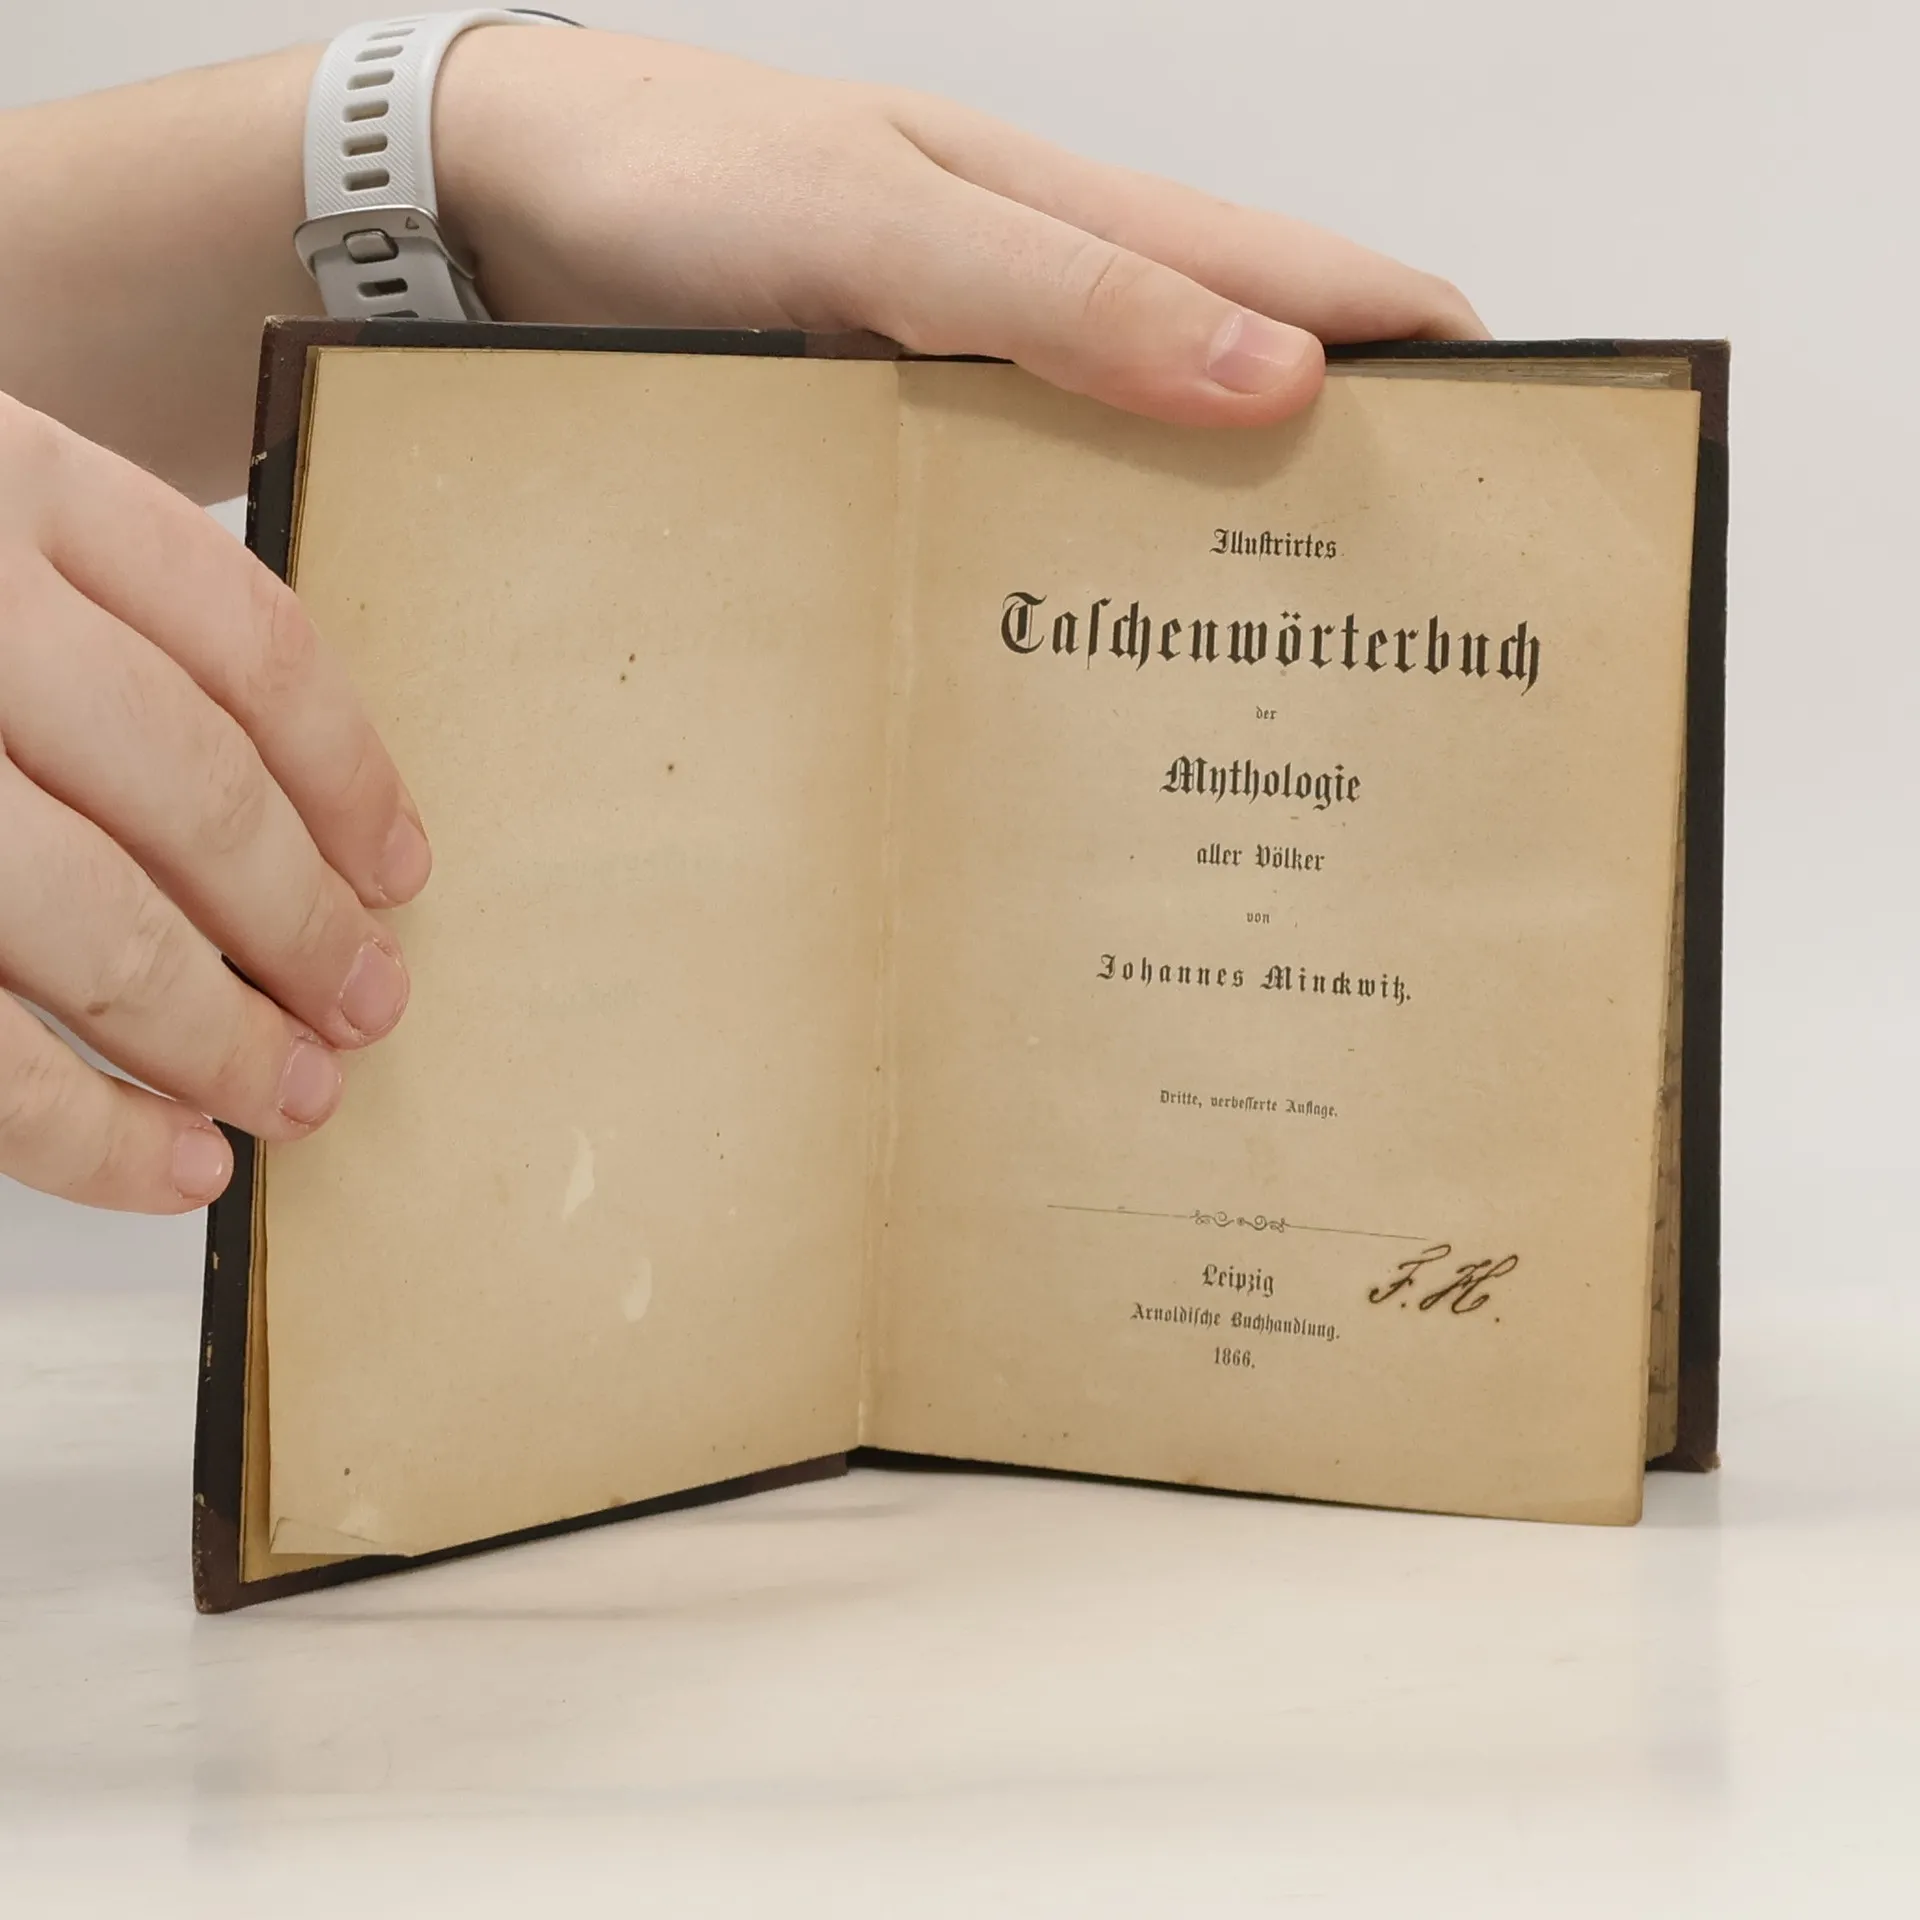 Illuſtrirtes
Taſchenwörterbuch
der
Mythologie
aller Völker
von
Johannes Minckwitz.
Dritte, verbeſſerte Auflage.
Leipzig
Arnoldiſche Buchhandlung.
1866.
F. H.